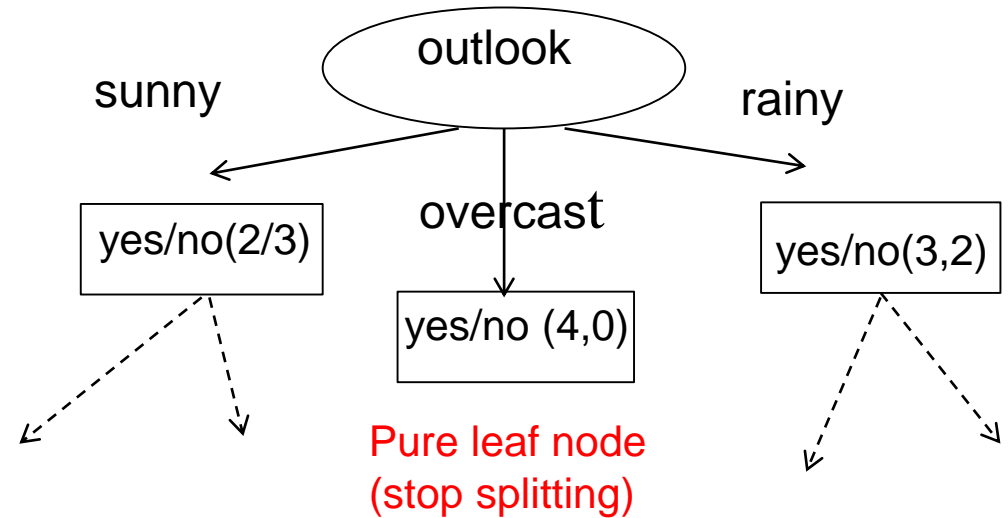 outlook
sunny
rainy
overcast
yes/no(2/3)
yes/no (4,0)
yes/no(3,2)
Pure leaf node
(stop splitting)